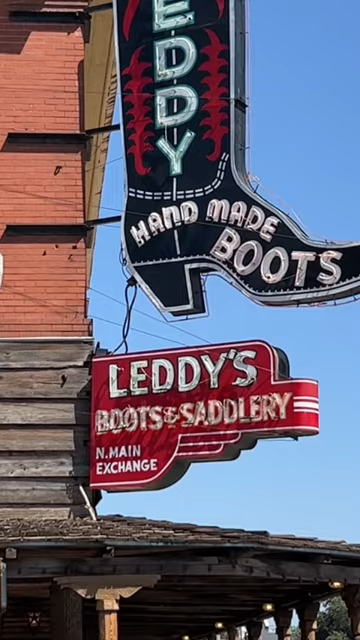 EDDY
HAND MADE
BOOTS
LEDDY'S
BOOTS & SADDLERY
N.MAIN
EXCHANGE